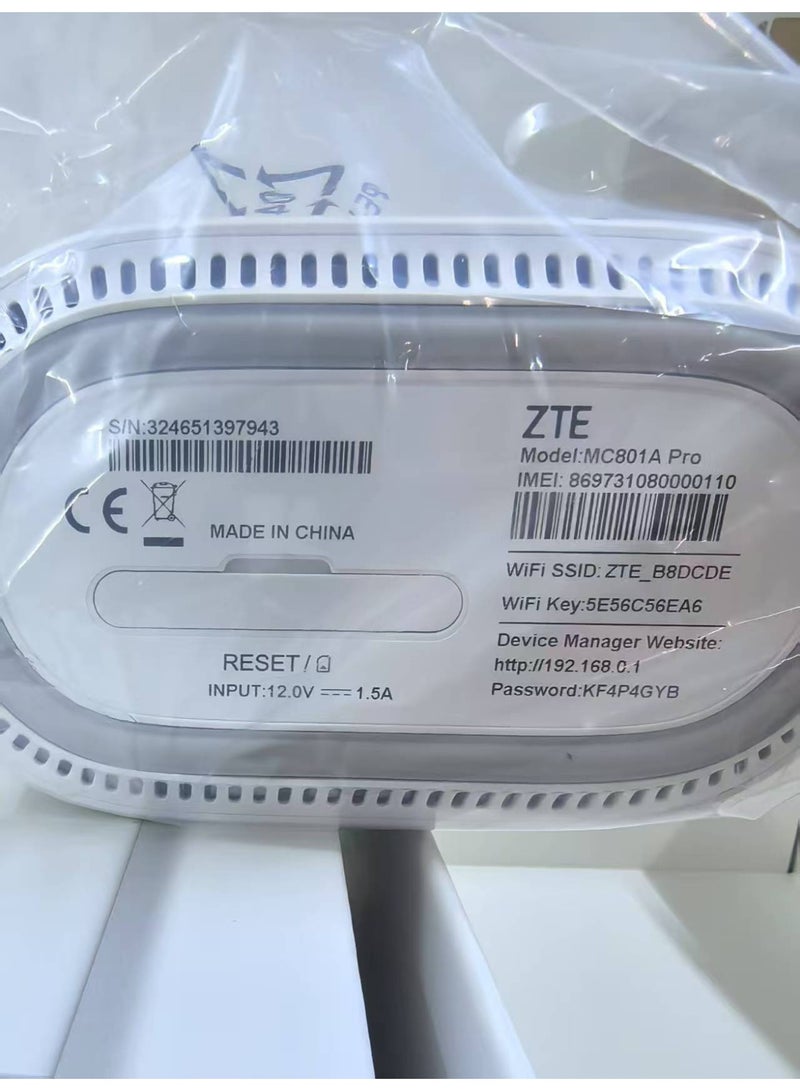 S/N:324651397943
MADE IN CHINA
RESET/
INPUT:12.0V 1.5A
ZTE
Model:MC801A Pro
IMEI: 869731080000110
WiFi SSID: ZTE_B8DCDE
WiFi Key:5E56C56EA6
Device Manager Website:
http://192.168.0.1
Password:KF4P4GYB